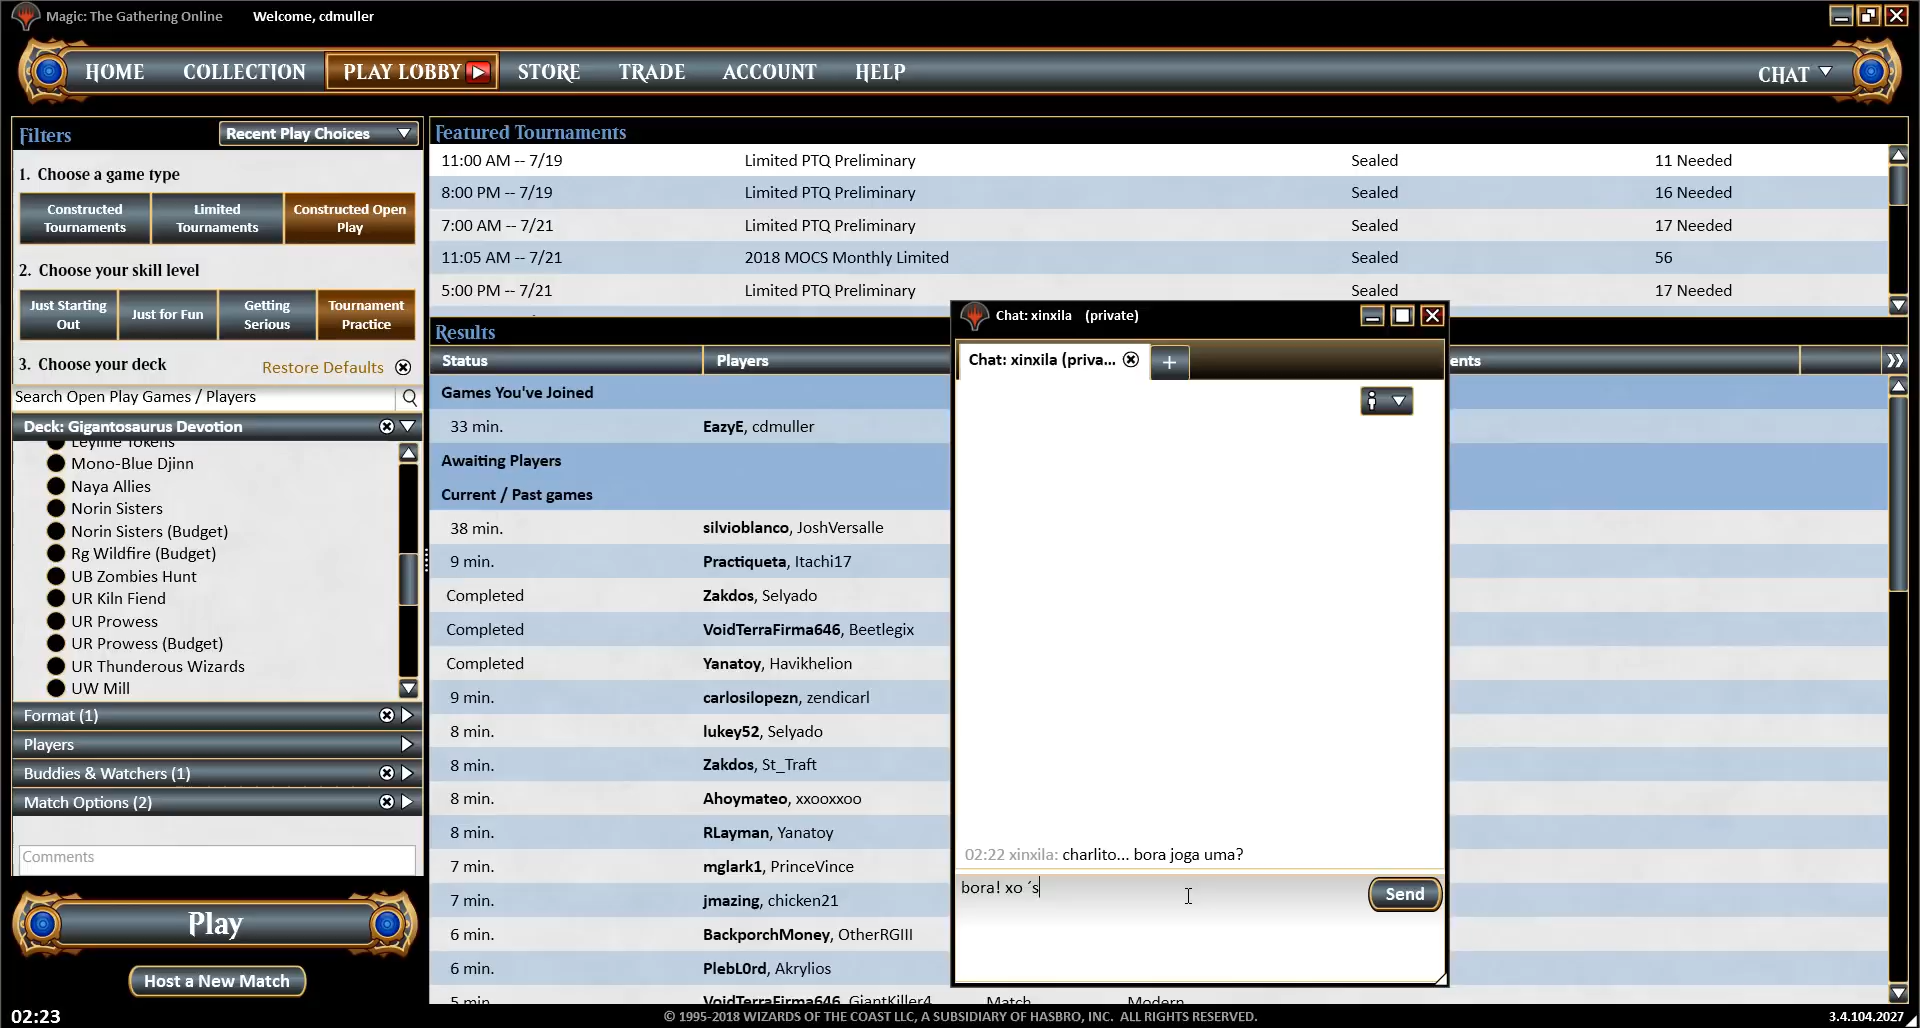 Magic: The Gathering Online
Welcome, cdmuller
HOME COLLECTION PLAY LOBBY STORE TRADE ACCOUNT HELP
CHAT
Filters
Recent Play Choices
1. Choose a game type
Constructed
Tournaments
Limited
Tournaments
Constructed Open
Play
2. Choose your skill level
Just Starting
Out
Just for Fun
Getting
Serious
Tournament
Practice
3. Choose your deck
Restore Defaults
Search Open Play Games / Players
Deck: Gigantosaurus Devotion
Leyline Tokens
Mono-Blue Djinn
Naya Allies
Norin Sisters
Norin Sisters (Budget)
Rg Wildfire (Budget)
UB Zombies Hunt
UR Kiln Fiend
UR Prowess
UR Prowess (Budget)
UR Thunderous Wizards
UW Mill
Format (1)
Players
Buddies & Watchers (1)
Match Options (2)
Comments
Play
Host a New Match
02:23
Featured Tournaments
11:00 AM -- 7/19 Limited PTQ Preliminary Sealed 11 Needed
8:00 PM -- 7/19 Limited PTQ Preliminary Sealed 16 Needed
7:00 AM -- 7/21 Limited PTQ Preliminary Sealed 17 Needed
11:05 AM -- 7/21 2018 MOCS Monthly Limited Sealed 56
5:00 PM -- 7/21 Limited PTQ Preliminary Sealed 17 Needed
Results
Status Players ents
Games You've Joined
33 min. EazyE, cdmuller
Awaiting Players
Current / Past games
38 min. silvioblanco, JoshVersalle
9 min. Practiqueta, Itachi17
Completed Zakdos, Selyado
Completed VoidTerraFirma646, Beetlegix
Completed Yanatoy, Havikhelion
9 min. carlosilopezn, zendicarl
8 min. lukey52, Selyado
8 min. Zakdos, St_Traft
8 min. Ahoymateo, xxooxxoo
8 min. RLayman, Yanatoy
7 min. mglark1, PrinceVince
7 min. jmazing, chicken21
6 min. BackporchMoney, OtherRGIII
6 min. PlebL0rd, Akrylios
5 min. VoidTerraFirma646, GiantKiller4 Match Modern
Chat: xinxila (private)
Chat: xinxila (priva... +
02:22 xinxila: charlito... bora joga uma?
bora! xo ´s
Send
© 1995-2018 WIZARDS OF THE COAST LLC, A SUBSIDIARY OF HASBRO, INC. ALL RIGHTS RESERVED.
3.4.104.2027